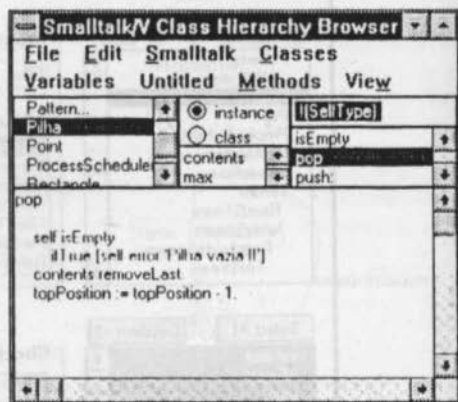 Smalltalk/V Class Hierarchy Browser
File Edit Smalltalk Classes
Variables Untitled Methods View
Pattern...
Pilha
Point
ProcessScheduler
Rectangle
instance
class
contents
max
![SelfType]
isEmpty
pop
push:
pop
self isEmpty
ifTrue [self error 'Pilha vazia !!']
contents removeLast.
topPosition := topPosition - 1.